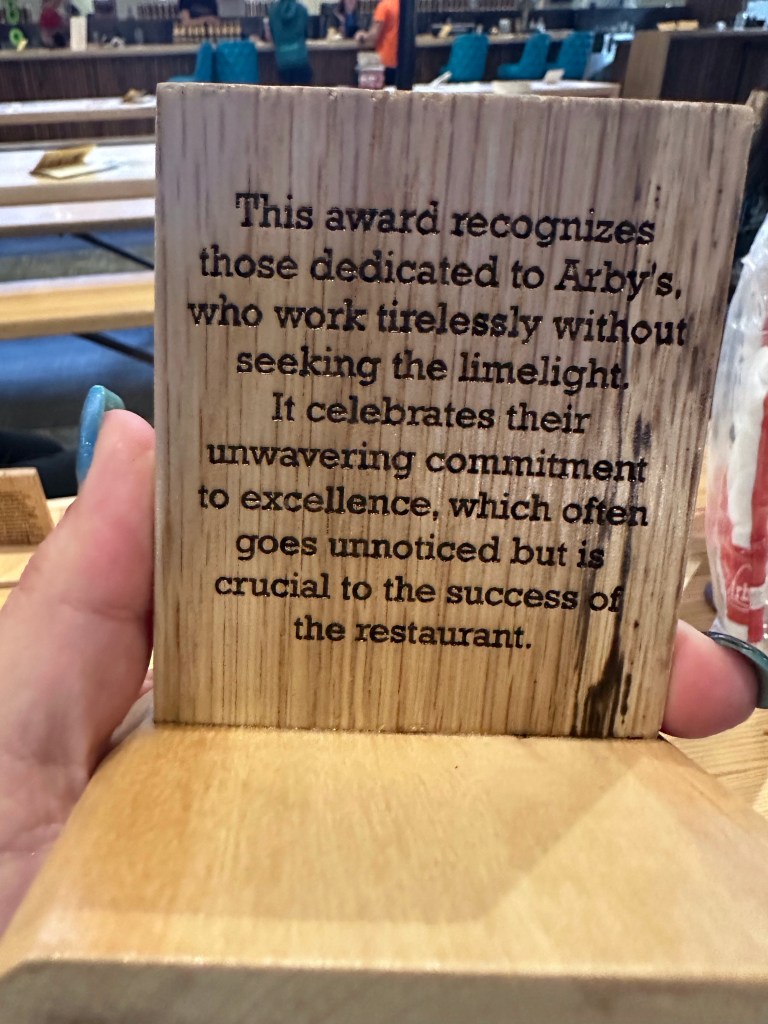 This award recognizes
those dedicated to Arby's,
who work tirelessly without
seeking the limelight.
It celebrates their
unwavering commitment
to excellence, which often
goes unnoticed but is
crucial to the success of
the restaurant.